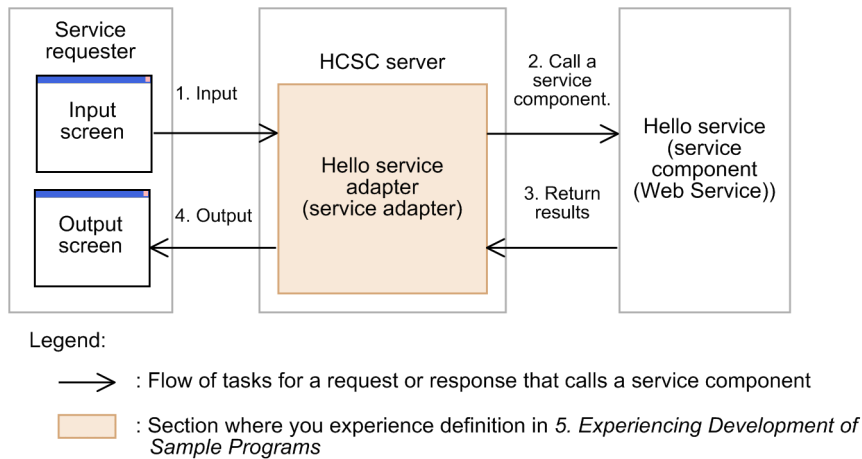 Service
requester
Input
screen
Output
screen
1. Input
4. Output
HCSC server
Hello service
adapter
(service adapter)
2. Call a
service
component.
3. Return
results
Hello service
(service
component
(Web Service))
Legend:
: Flow of tasks for a request or response that calls a service component
: Section where you experience definition in 5. Experiencing Development of
Sample Programs